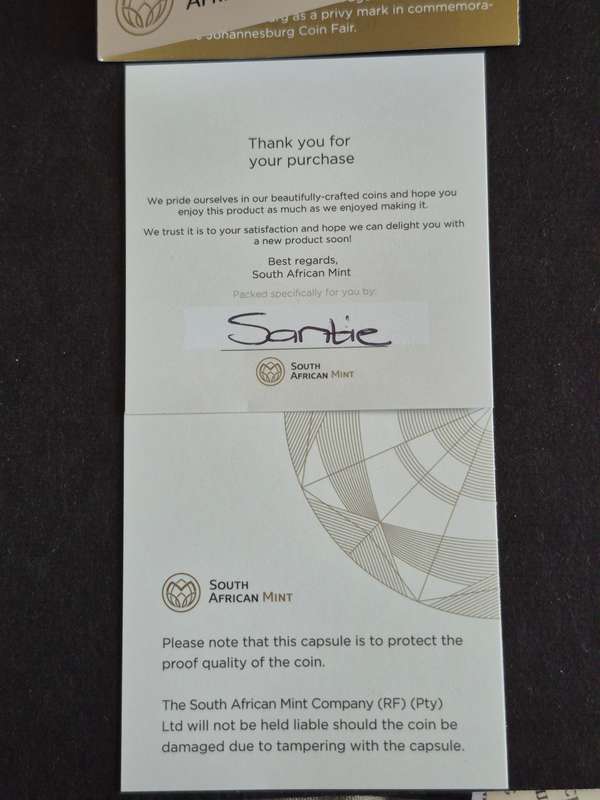 as a privy mark in commemora-
Johannesburg Coin Fair.
Thank you for
your purchase
We pride ourselves in our beautifully-crafted coins and hope you
enjoy this product as much as we enjoyed making it.
We trust it is to your satisfaction and hope we can delight you with
a new product soon!
Best regards,
South African Mint
Packed specifically for you by:
Santie
SOUTH
AFRICAN MINT
SOUTH
AFRICAN MINT
Please note that this capsule is to protect the
proof quality of the coin.
The South African Mint Company (RF) (Pty)
Ltd will not be held liable should the coin be
damaged due to tampering with the capsule.